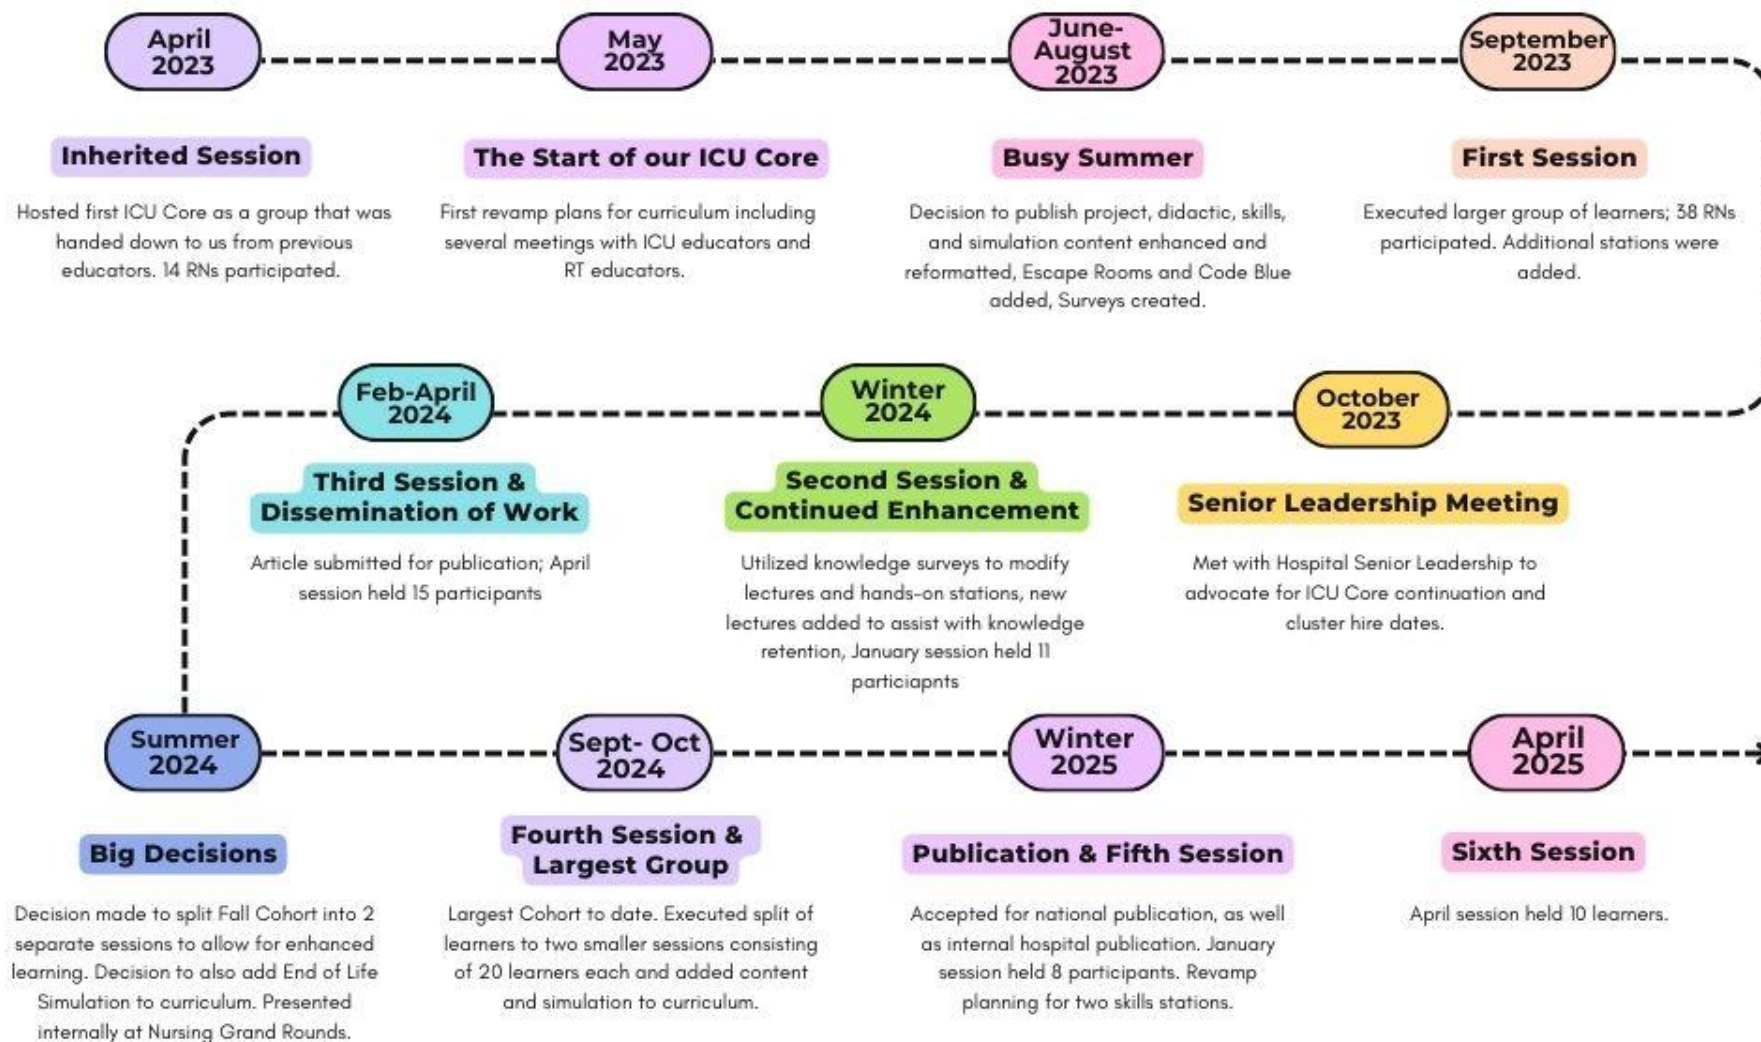 April
2023
May
2023
June-
August
2023
September
2023
Inherited Session
Hosted first ICU Core as a group that was
handed down to us from previous
educators. 14 RNs participated.
The Start of our ICU Core
First revamp plans for curriculum including
several meetings with ICU educators and
RT educators.
Busy Summer
Decision to publish project, didactic, skills,
and simulation content enhanced and
reformatted, Escape Rooms and Code Blue
added, Surveys created.
First Session
Executed larger group of learners; 38 RNs
participated. Additional stations were
added.
October
2023
Senior Leadership Meeting
Met with Hospital Senior Leadership to
advocate for ICU Core continuation and
cluster hire dates.
Winter
2024
Second Session &
Continued Enhancement
Utilized knowledge surveys to modify
lectures and hands-on stations, new
lectures added to assist with knowledge
retention, January session held 11
particiapnts
Feb-April
2024
Third Session &
Dissemination of Work
Article submitted for publication; April
session held 15 participants
Summer
2024
Big Decisions
Decision made to split Fall Cohort into 2
separate sessions to allow for enhanced
learning. Decision to also add End of Life
Simulation to curriculum. Presented
internally at Nursing Grand Rounds.
Sept- Oct
2024
Fourth Session &
Largest Group
Largest Cohort to date. Executed split of
learners to two smaller sessions consisting
of 20 learners each and added content
and simulation to curriculum.
Winter
2025
Publication & Fifth Session
Accepted for national publication, as well
as internal hospital publication. January
session held 8 participants. Revamp
planning for two skills stations.
April
2025
Sixth Session
April session held 10 learners.